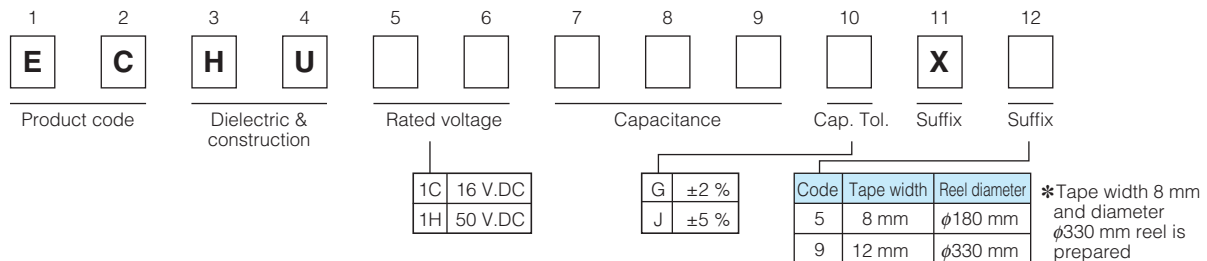 1 2 3 4 5 6 7 8 9 10 11 12
E C H U X
Product code Dielectric & construction Rated voltage Capacitance Cap. Tol. Suffix Suffix
1C 16 V.DC
1H 50 V.DC
G ±2 %
J ±5 %
Code Tape width Reel diameter
5 8 mm ϕ180 mm
9 12 mm ϕ330 mm
✽Tape width 8 mm
and diameter
ϕ330 mm reel is
prepared